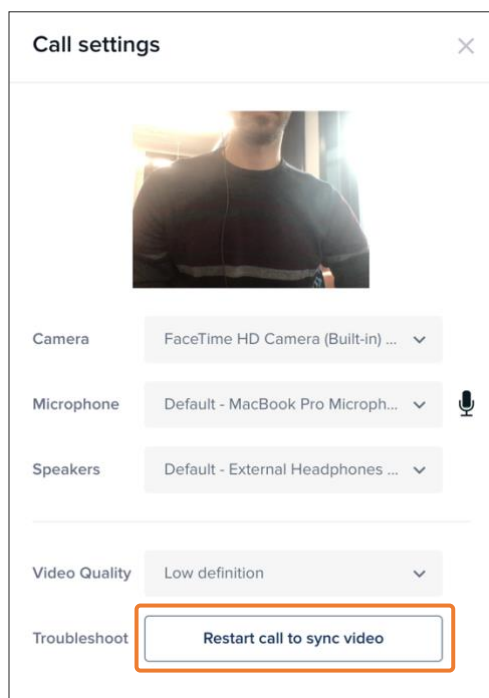 Call settings
Camera FaceTime HD Camera (Built-in) ...
Microphone Default - MacBook Pro Microph...
Speakers Default - External Headphones ...
Video Quality Low definition
Troubleshoot Restart call to sync video